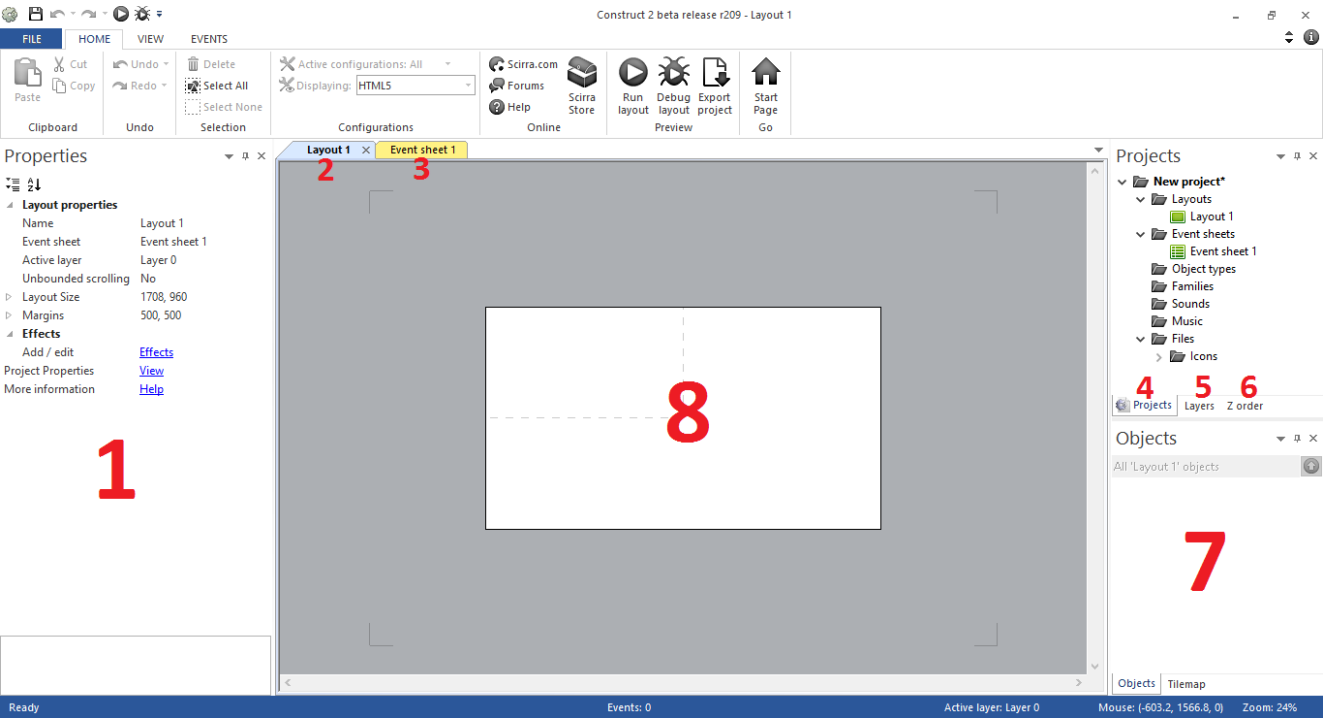 Construct 2 beta release r209 - Layout 1
FILE HOME VIEW EVENTS
Paste
Cut
Copy
Clipboard
Undo
Redo
Undo
Delete
Select All
Select None
Selection
Active configurations: All
Displaying: HTML5
Configurations
Scirra.com
Forums
Help
Scirra Store
Online
Run layout
Debug layout
Export project
Preview
Start Page
Go
Properties
Layout properties
Name Layout 1
Event sheet Event sheet 1
Active layer Layer 0
Unbounded scrolling No
Layout Size 1708, 960
Margins 500, 500
Effects
Add / edit Effects
Project Properties View
More information Help
1
Layout 1
2
Event sheet 1
3
8
Projects
New project*
Layouts
Layout 1
Event sheets
Event sheet 1
Object types
Families
Sounds
Music
Files
Icons
4 5 6
Projects Layers Z order
Objects
All 'Layout 1' objects
7
Objects Tilemap
Ready Events: 0 Active layer: Layer 0 Mouse: (-603.2, 1566.8, 0) Zoom: 24%